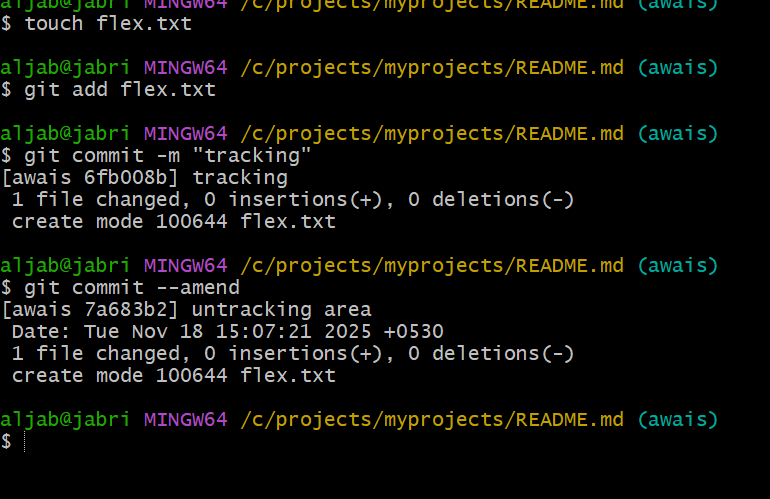 aljab@jabri MINGW64 /c/projects/myprojects/README.md (awais)
$ touch flex.txt
aljab@jabri MINGW64 /c/projects/myprojects/README.md (awais)
$ git add flex.txt
aljab@jabri MINGW64 /c/projects/myprojects/README.md (awais)
$ git commit -m "tracking"
[awais 6fb008b] tracking
 1 file changed, 0 insertions(+), 0 deletions(-)
 create mode 100644 flex.txt
aljab@jabri MINGW64 /c/projects/myprojects/README.md (awais)
$ git commit --amend
[awais 7a683b2] untracking area
 Date: Tue Nov 18 15:07:21 2025 +0530
 1 file changed, 0 insertions(+), 0 deletions(-)
 create mode 100644 flex.txt
aljab@jabri MINGW64 /c/projects/myprojects/README.md (awais)
$